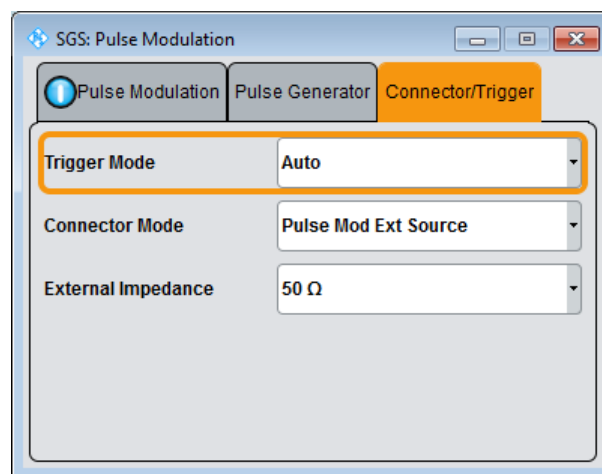 SGS: Pulse Modulation
Pulse Modulation Pulse Generator Connector/Trigger
Trigger Mode Auto
Connector Mode Pulse Mod Ext Source
External Impedance 50 Ω